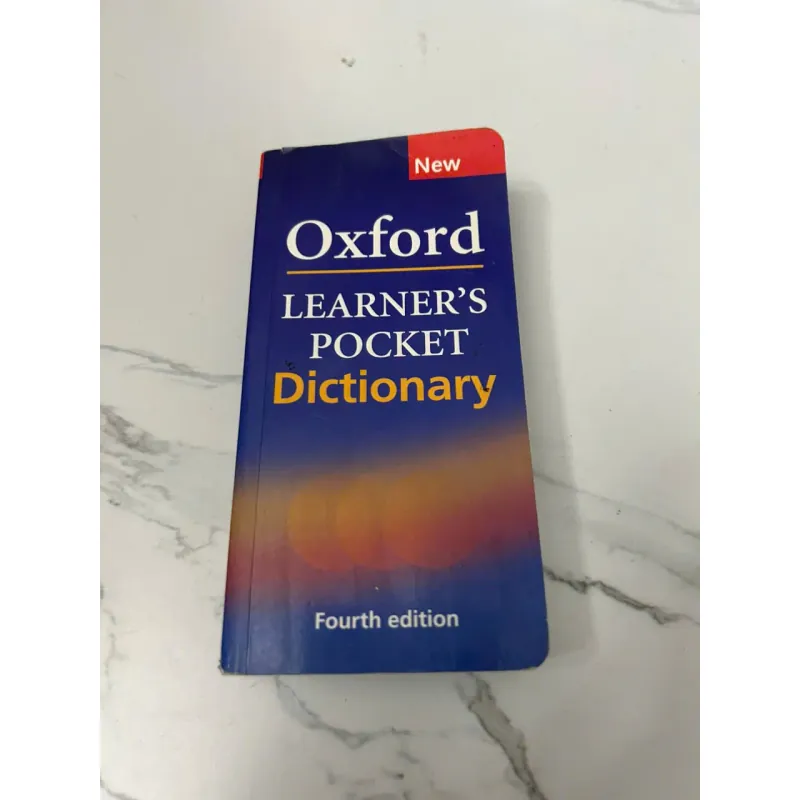 New
Oxford
LEARNER'S
POCKET
Dictionary
Fourth edition